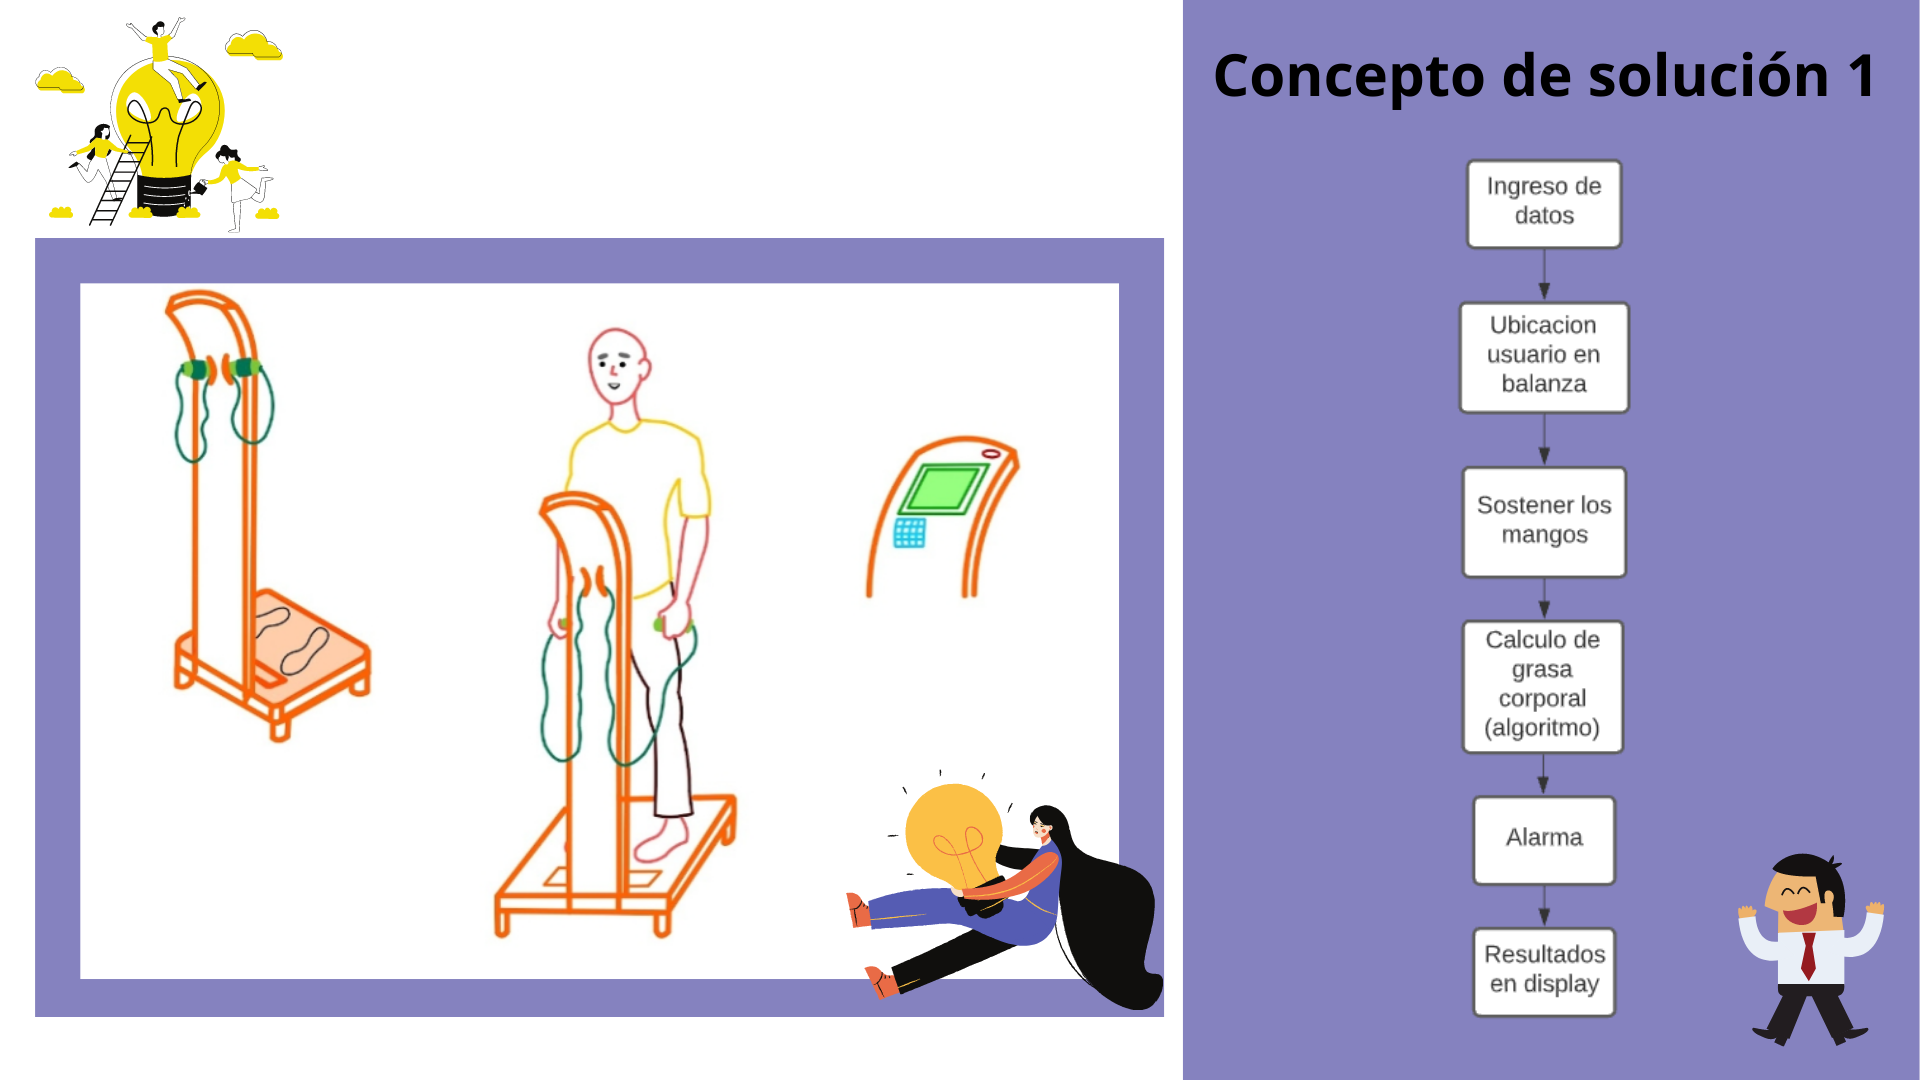 Concepto de solución 1
Ingreso de
datos
Ubicacion
usuario en
balanza
Sostener los
mangos
Calculo de
grasa
corporal
(algoritmo)
Alarma
Resultados
en display